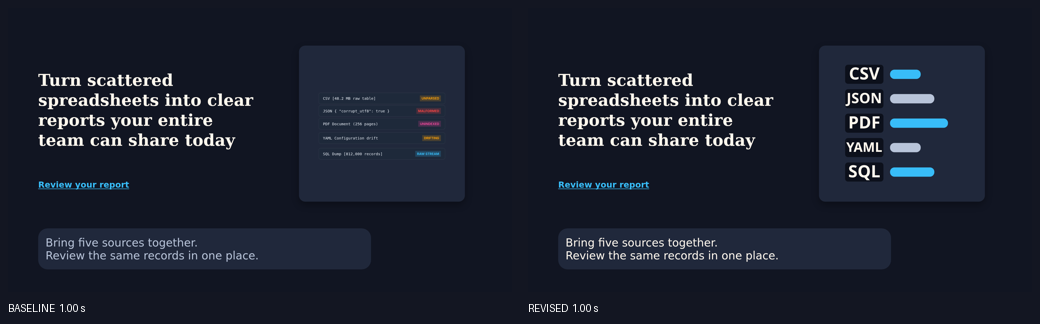 Turn scattered
spreadsheets into clear
reports your entire
team can share today
Review your report
CSV (48.2 MB raw table)
JSON { "corrupt_utf8": true }
PDF Document (256 pages)
YAML Configuration drift
SQL Dump (812,000 records)
Bring five sources together.
Review the same records in one place.
BASELINE 1.00 s
Turn scattered
spreadsheets into clear
reports your entire
team can share today
Review your report
CSV
JSON
PDF
YAML
SQL
Bring five sources together.
Review the same records in one place.
REVISED 1.00 s